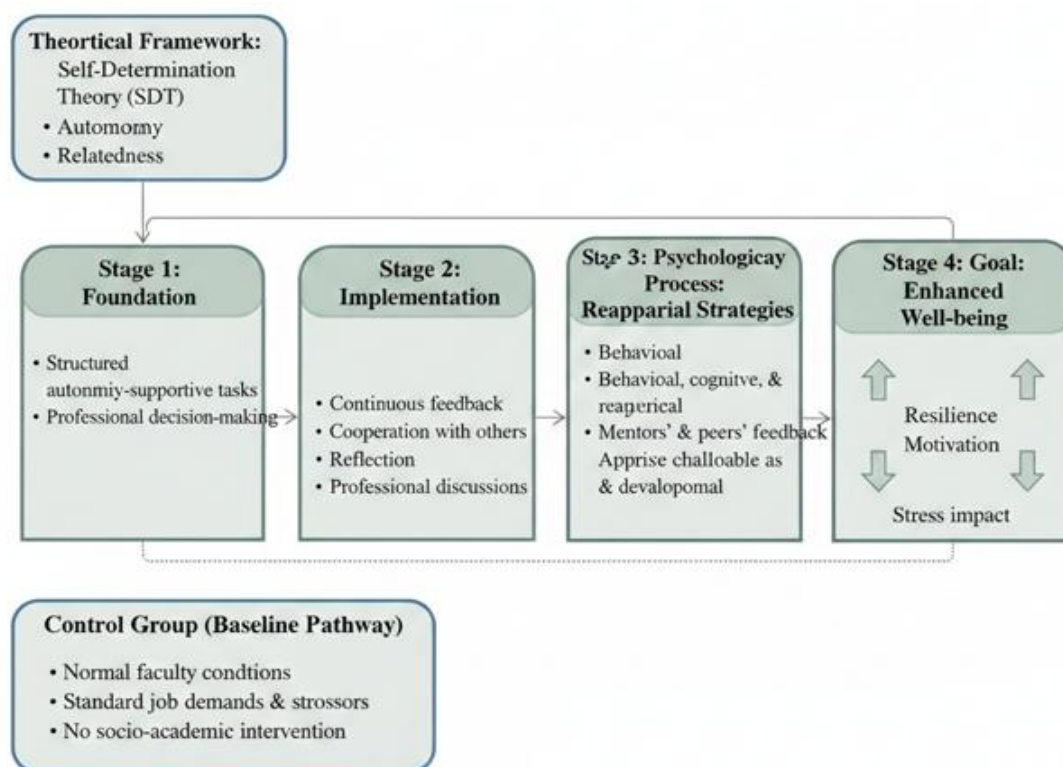 Theortical Framework:
Self-Determination
Theory (SDT)
• Automomy
• Relatedness
Stage 1:
Foundation
• Structured
autonmiy-supportive tasks
• Professional decision-making
Stage 2:
Implementation
• Continuous feedback
• Cooperation with others
• Reflection
• Professional discussions
Stze 3: Psychologicay
Process:
Reapparial Strategies
• Behavioal
• Behavioal, cognitve, &
reaperical
• Mentors' & peers' feedback
Apprise challoable as
& devalopomal
Stage 4: Goal:
Enhanced
Well-being
Resilience
Motivation
Stress impact
Control Group (Baseline Pathway)
• Normal faculty condtions
• Standard job demands & strossors
• No socio-academic intervention